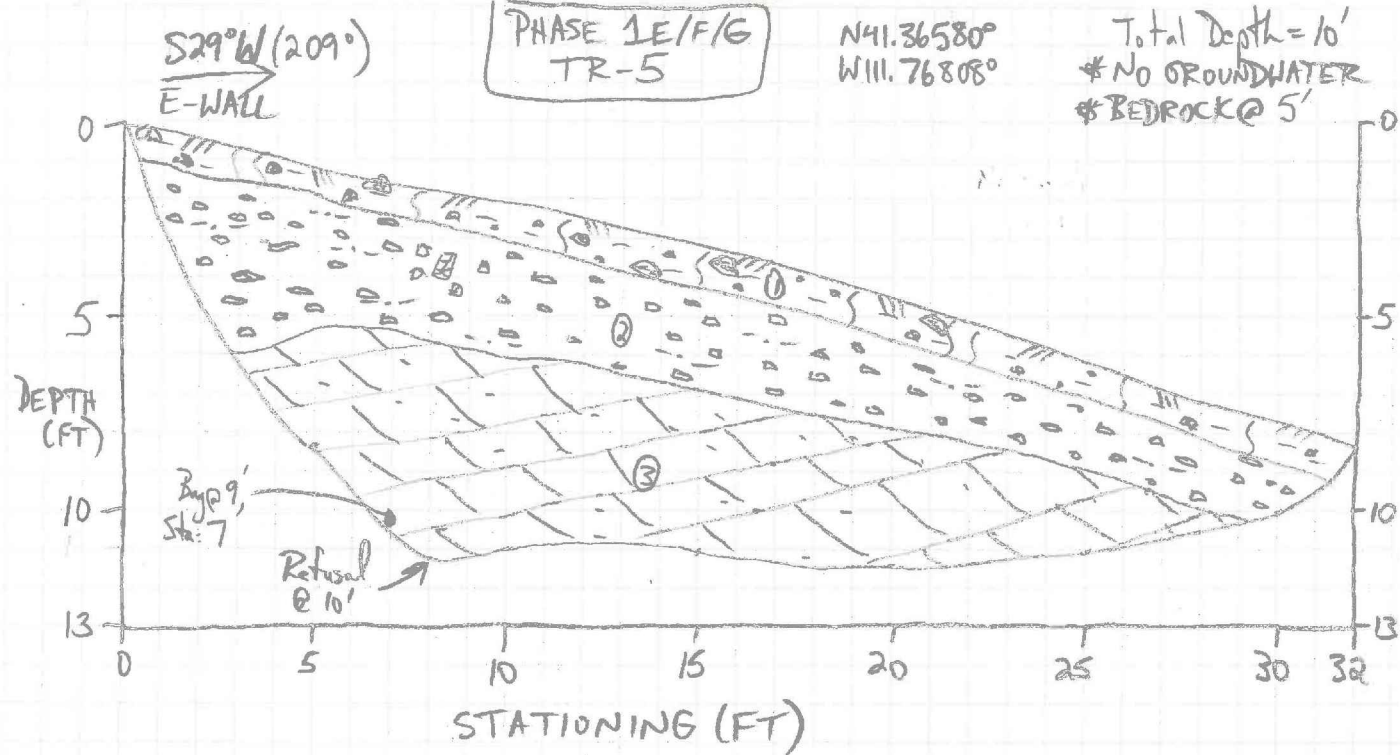 S29°W (209°)
E-WALL
PHASE 1E/F/G
TR-5
N41.36580°
W111.76808°
Total Depth = 10'
* NO GROUNDWATER
* BEDROCK @ 5'
0
5
DEPTH
(FT)
10
13
0
5
10
13
1
2
3
Bag @ 9',
Sta: 7
Refusal
@ 10'
0 5 10 15 20 25 30 32
STATIONING (FT)